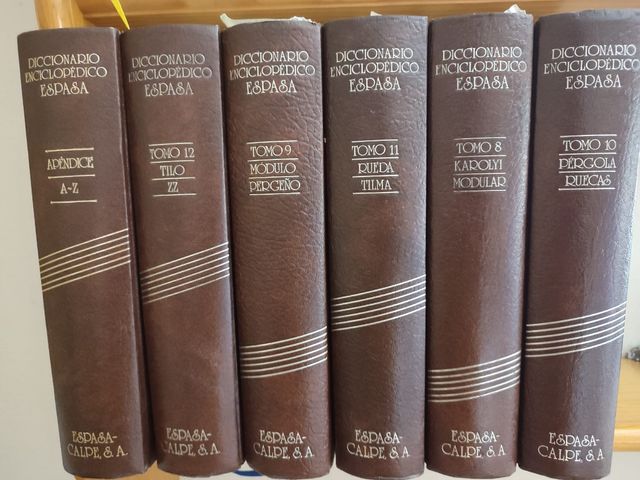 DICCIONARIO
ENCICLOPÉDICO
ESPASA
APÉNDICE
A-Z
ESPASA-
CALPE, S.A.
DICCIONARIO
ENCICLOPÉDICO
ESPASA
TOMO 12
TILO
ZZ
ESPASA-
CALPE, S.A.
DICCIONARIO
ENCICLOPÉDICO
ESPASA
TOMO 9
MÓDULO
PERGEÑO
ESPASA-
CALPE, S.A.
DICCIONARIO
ENCICLOPÉDICO
ESPASA
TOMO 11
RUEDA
TILMA
ESPASA-
CALPE, S.A.
DICCIONARIO
ENCICLOPÉDICO
ESPASA
TOMO 8
KAROLYI
MODULAR
ESPASA-
CALPE, S.A.
DICCIONARIO
ENCICLOPÉDICO
ESPASA
TOMO 10
PÉRGOLA
RUECAS
ESPASA-
CALPE, S.A.